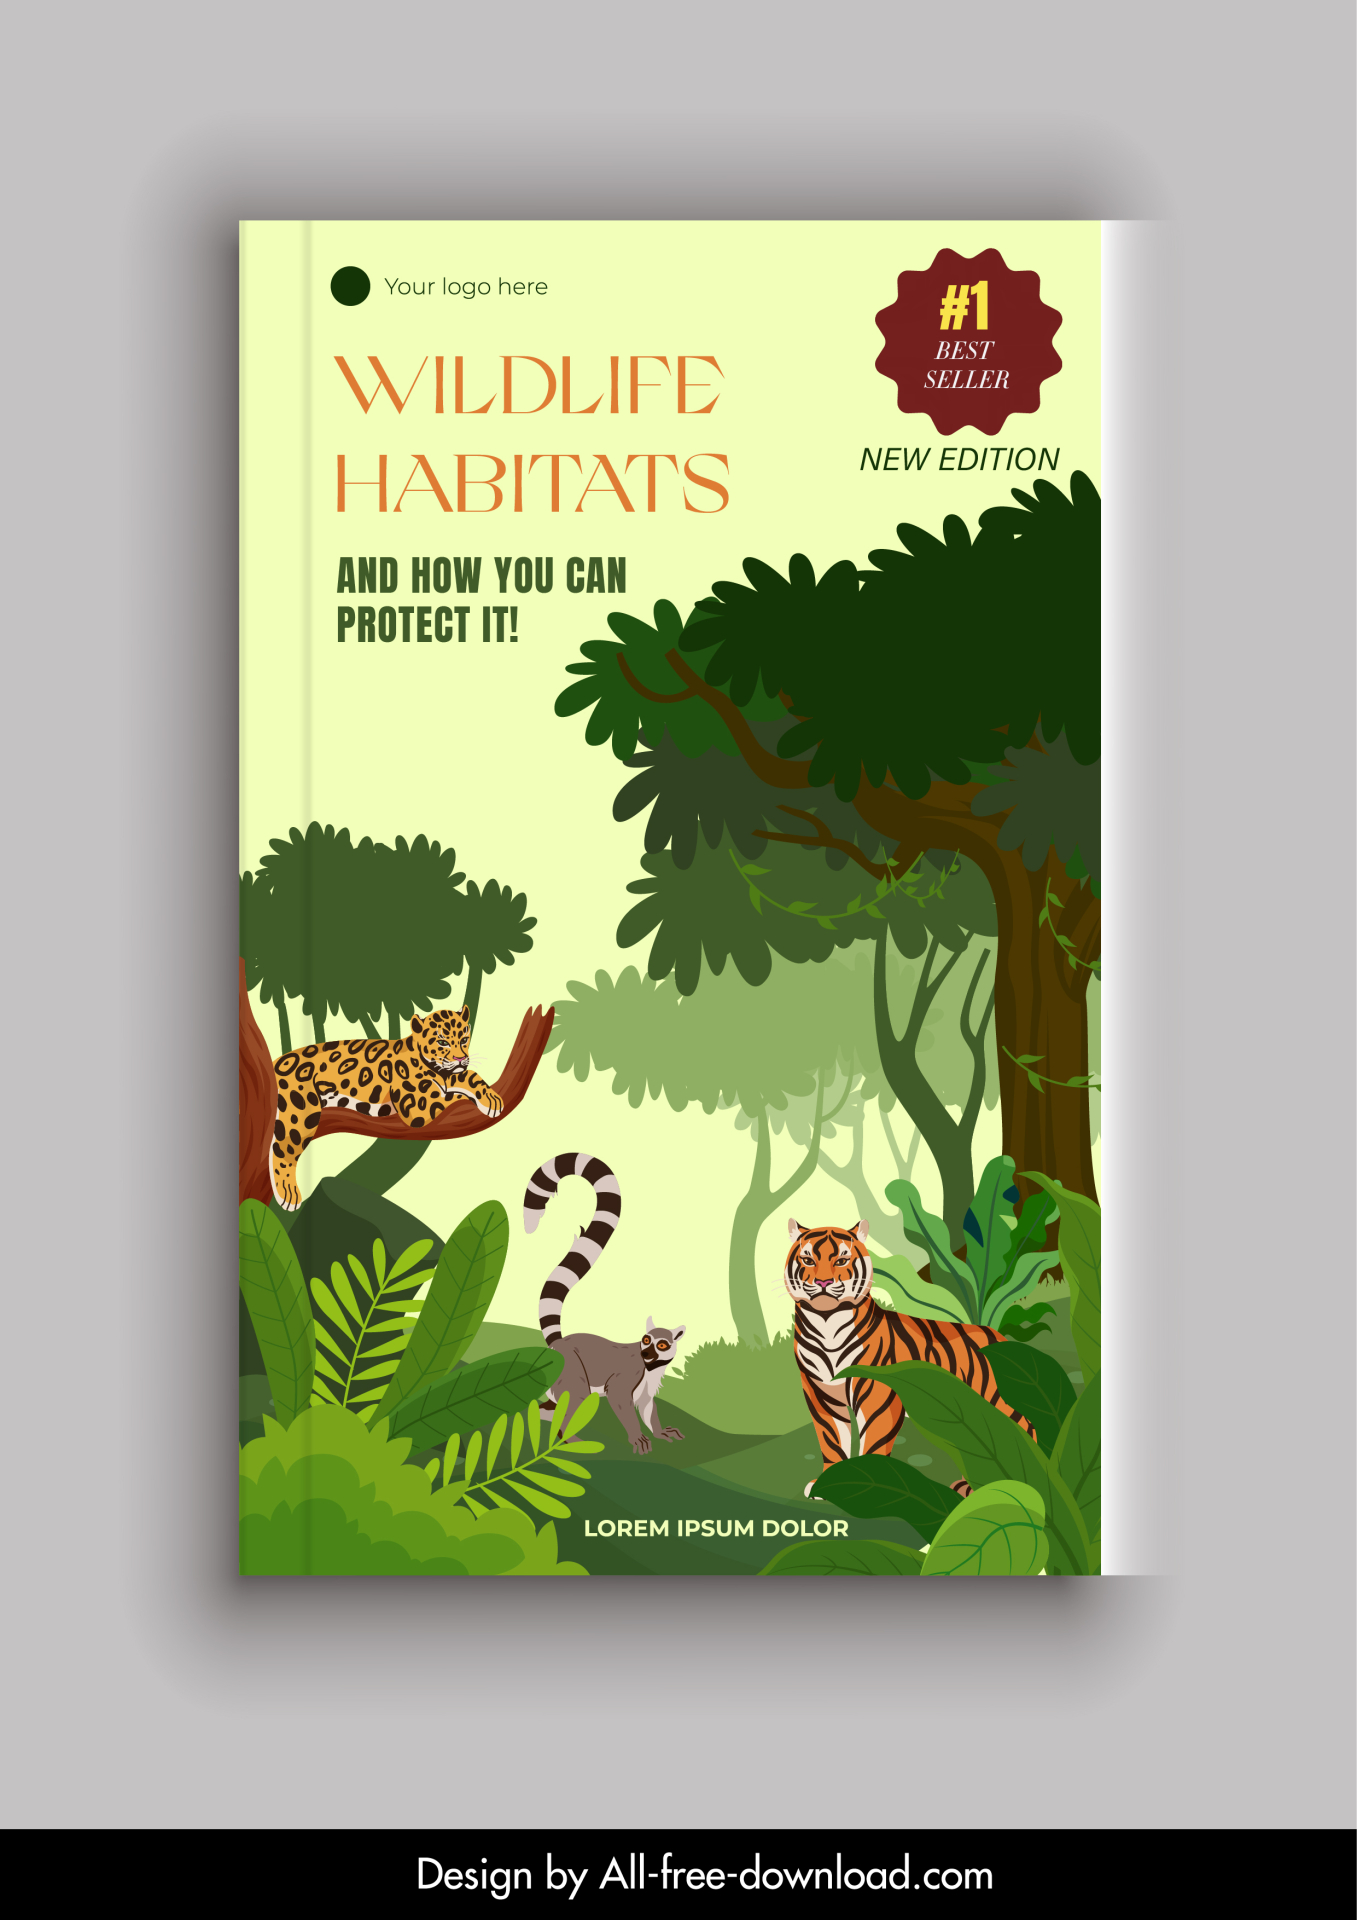 Your logo here
WILDLIFE
HABITATS
AND HOW YOU CAN
PROTECT IT!
#1
BEST
SELLER
NEW EDITION
LOREM IPSUM DOLOR
Design by All-free-download.com